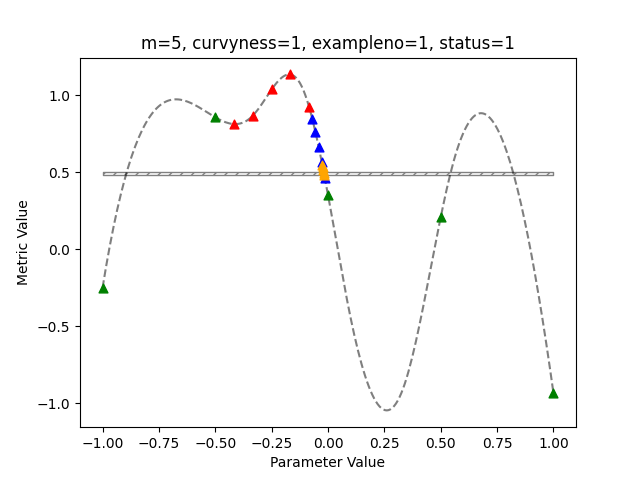 m=5, curvyness=1, exampleno=1, status=1
1.0
0.5
0.0
−0.5
−1.0
Metric Value
−1.00 −0.75 −0.50 −0.25 0.00 0.25 0.50 0.75 1.00
Parameter Value